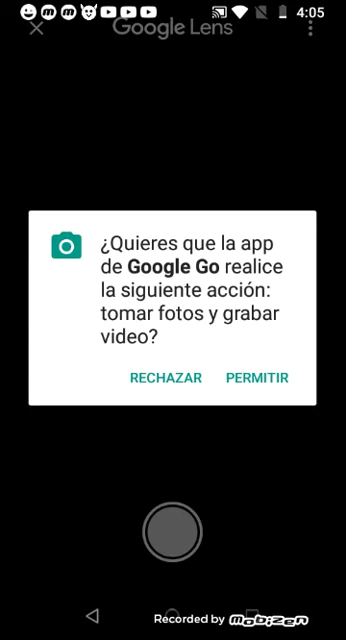 4:05
Google Lens
¿Quieres que la app
de Google Go realice
la siguiente acción:
tomar fotos y grabar
video?
RECHAZAR PERMITIR
Recorded by mobizen